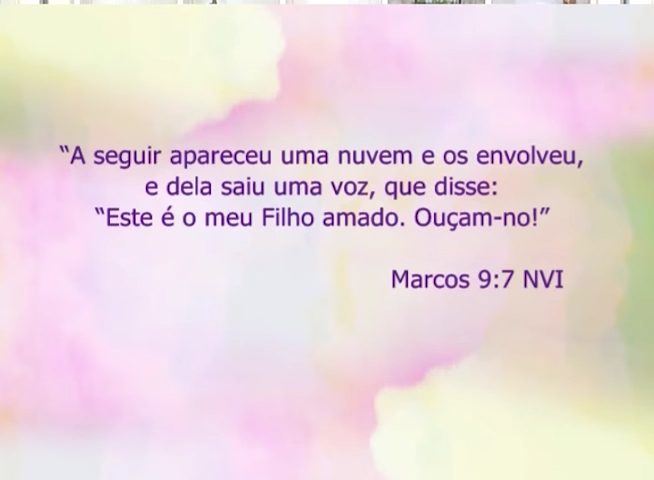 “A seguir apareceu uma nuvem e os envolveu,
e dela saiu uma voz, que disse:
“Este é o meu Filho amado. Ouçam-no!”
Marcos 9:7 NVI